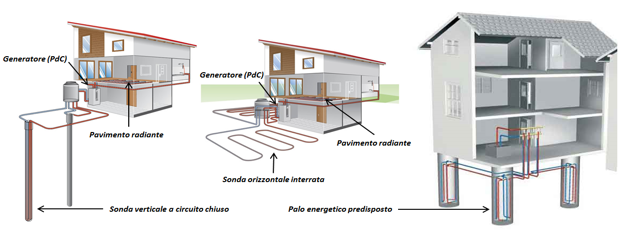 Generatore (PdC)
Pavimento radiante
Sonda verticale a circuito chiuso
Generatore (PdC)
Pavimento radiante
Sonda orizzontale interrata
Palo energetico predisposto